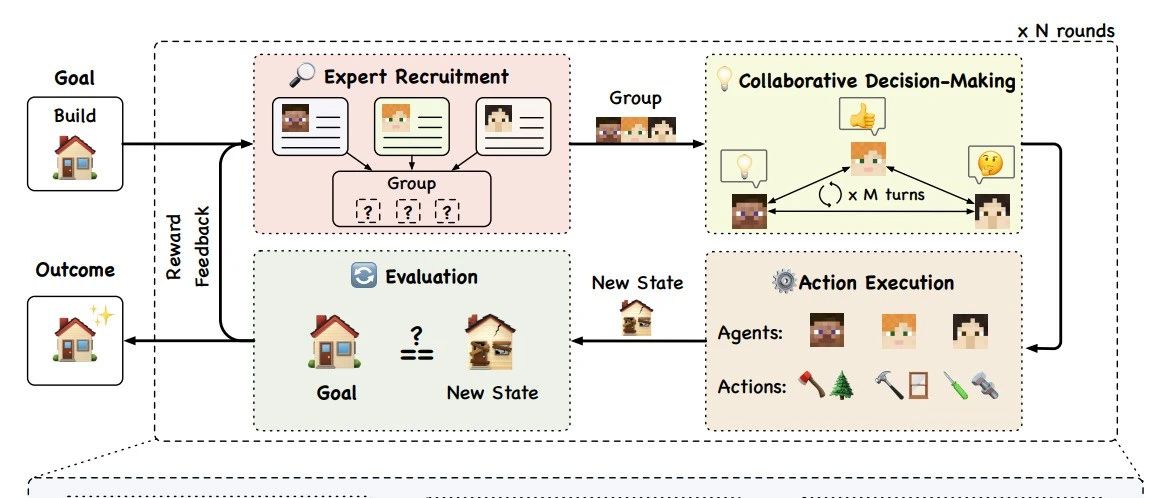 x N rounds
Goal
Build
Expert Recruitment
Group
? ? ?
Group
Collaborative Decision-Making
x M turns
Reward
Feedback
Outcome
Evaluation
?
==
Goal
New State
New State
Action Execution
Agents:
Actions: